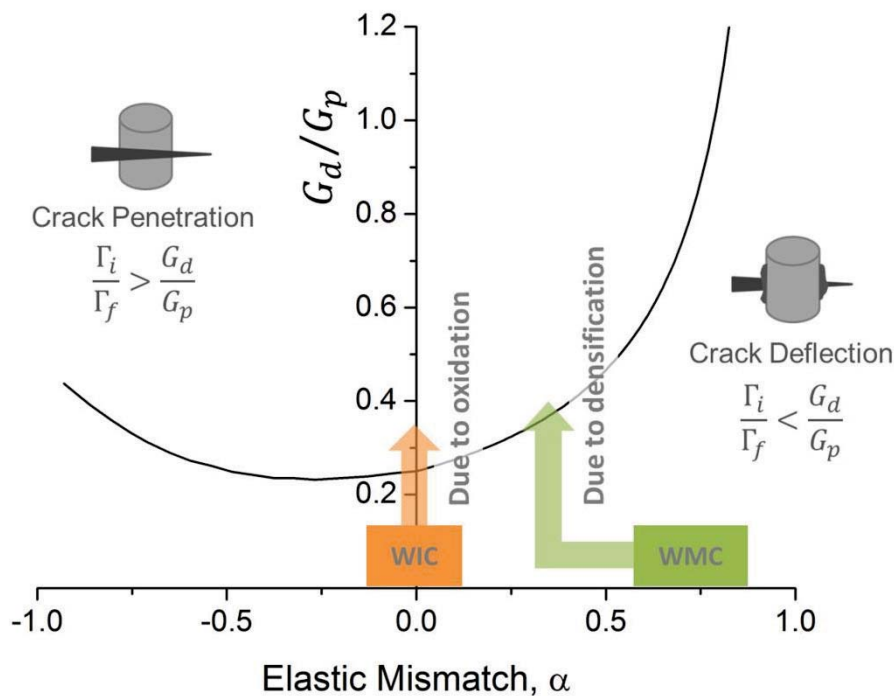 1.2
1.0
0.8
0.6
0.4
0.2
G_d/G_p
Crack Penetration
Γ_i/Γ_f > G_d/G_p
Crack Deflection
Γ_i/Γ_f < G_d/G_p
Due to oxidation
Due to densification
WIC
WMC
-1.0
-0.5
0.0
0.5
1.0
Elastic Mismatch, α